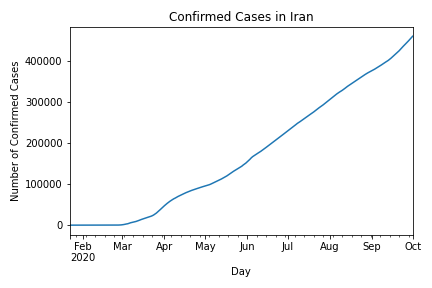 Confirmed Cases in Iran
Number of Confirmed Cases
400000
300000
200000
100000
0
Feb Mar Apr May Jun Jul Aug Sep Oct
2020
Day